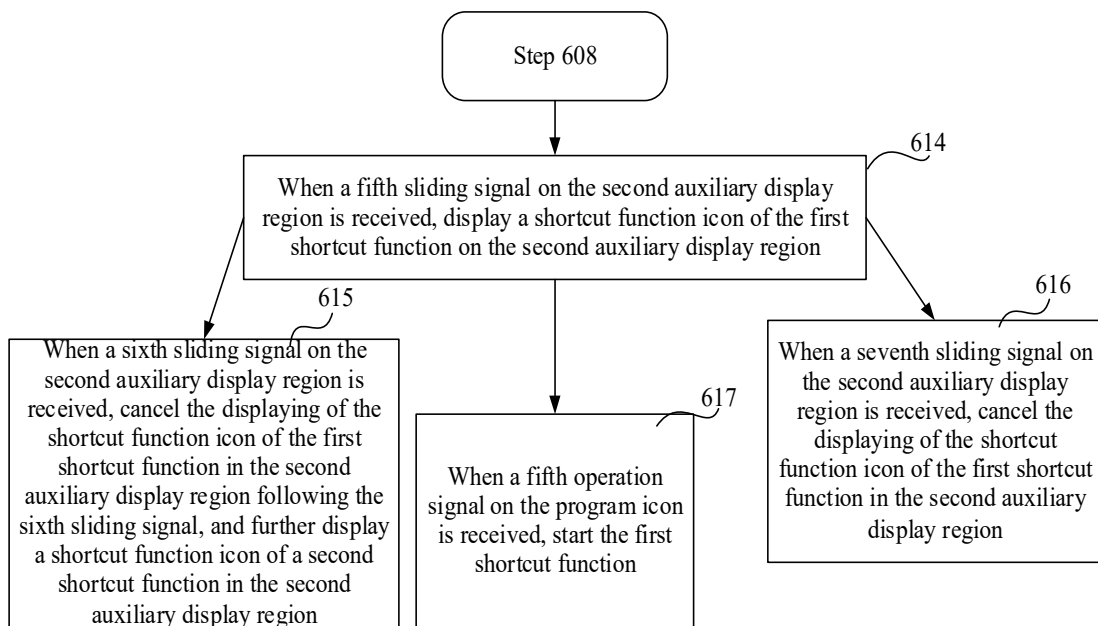 Step 608
614
When a fifth sliding signal on the second auxiliary display
region is received, display a shortcut function icon of the first
shortcut function on the second auxiliary display region
615
When a sixth sliding signal on the
second auxiliary display region is
received, cancel the displaying of the
shortcut function icon of the first
shortcut function in the second
auxiliary display region following the
sixth sliding signal, and further display
a shortcut function icon of a second
shortcut function in the second
auxiliary display region
617
When a fifth operation
signal on the program icon
is received, start the first
shortcut function
616
When a seventh sliding signal on
the second auxiliary display
region is received, cancel the
displaying of the shortcut
function icon of the first shortcut
function in the second auxiliary
display region